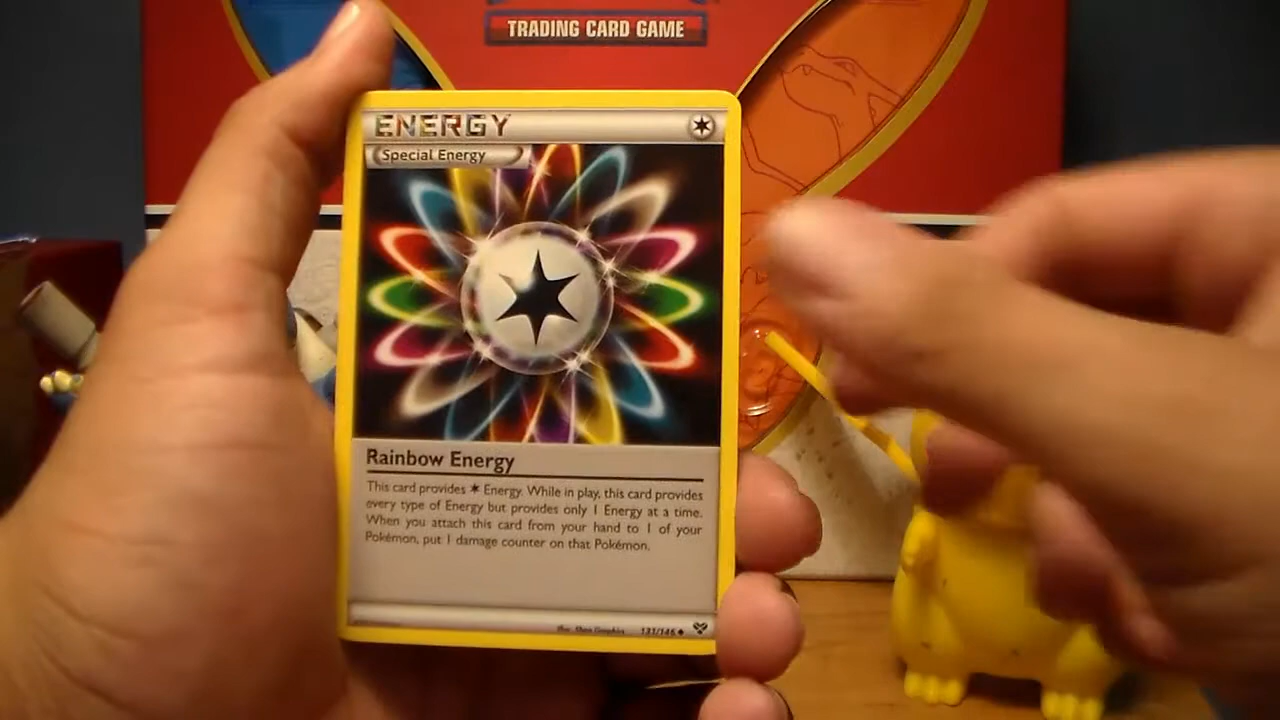 TRADING CARD GAME
ENERGY
Special Energy
Rainbow Energy
This card provides ✶ Energy. While in play, this card provides
every type of Energy but provides only 1 Energy at a time.
When you attach this card from your hand to 1 of your
Pokémon, put 1 damage counter on that Pokémon.
131/146